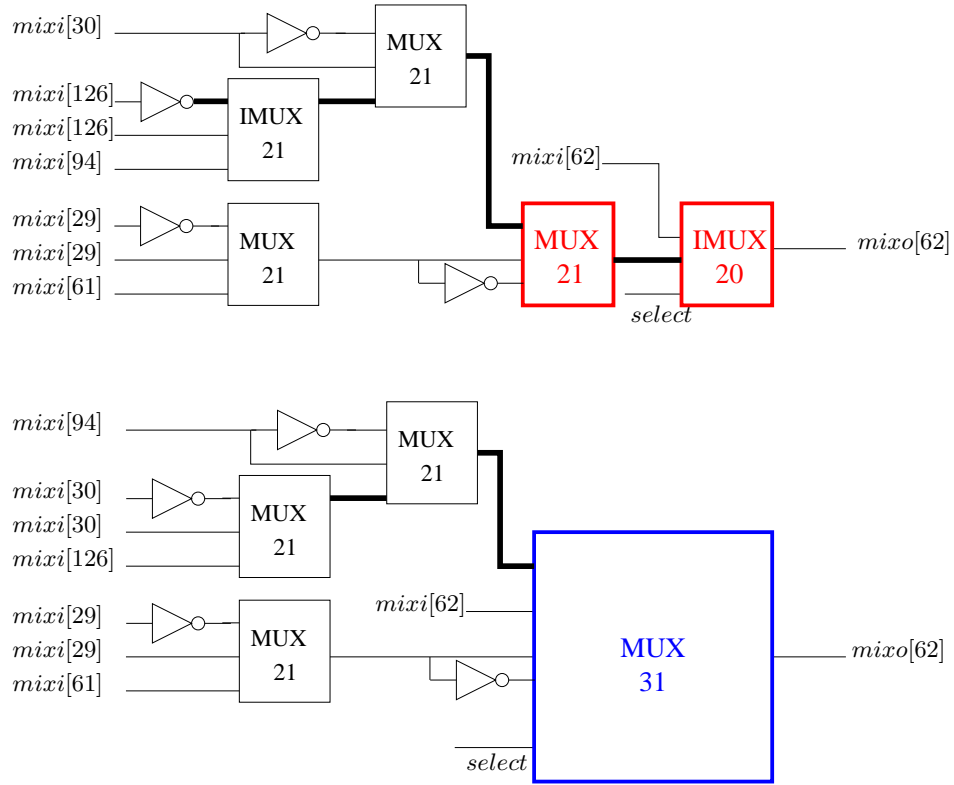 mixi[30]
MUX
21
mixi[126]
IMUX
21
mixi[126]
mixi[94]
mixi[62]
mixi[29]
MUX
21
mixi[29]
mixi[61]
MUX
21
IMUX
20
mixo[62]
select
mixi[94]
MUX
21
mixi[30]
MUX
21
mixi[30]
mixi[126]
mixi[62]
mixi[29]
MUX
21
mixi[29]
mixi[61]
MUX
31
mixo[62]
select